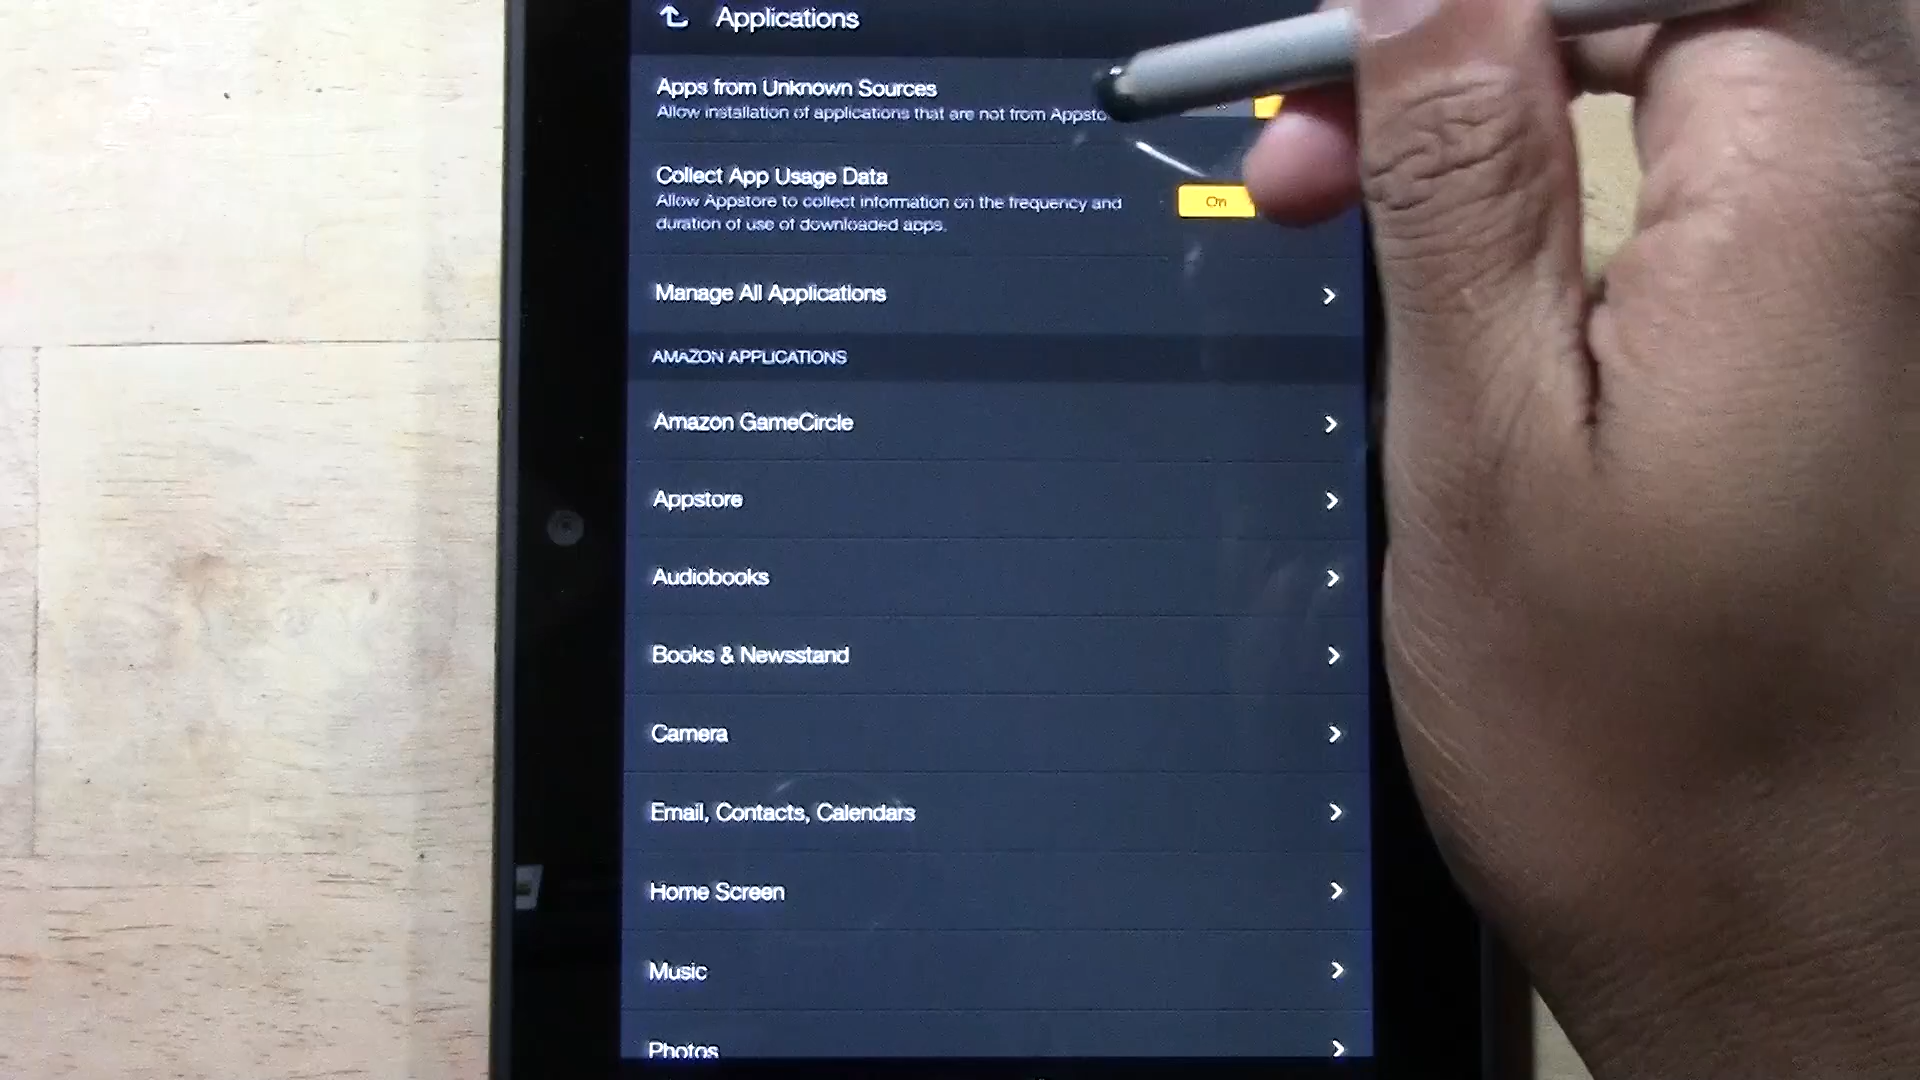 Applications
Apps from Unknown Sources
Allow installation of applications that are not from
Collect App Usage Data
Allow Appstore to collect information on the frequency and
duration of use of downloaded apps.
On
Manage All Applications
AMAZON APPLICATIONS
Amazon GameCircle
Appstore
Audiobooks
Books & Newsstand
Camera
Email, Contacts, Calendars
Home Screen
Music
Photos